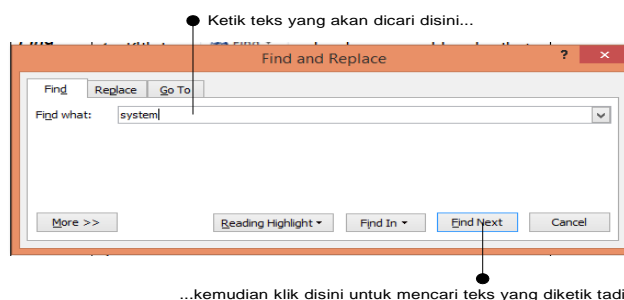 Ketik teks yang akan dicari disini...
Find and Replace ? ×
Find Replace Go To
Find what: system
More >> Reading Highlight Find In Find Next Cancel
...kemudian klik disini untuk mencari teks yang diketik tadi